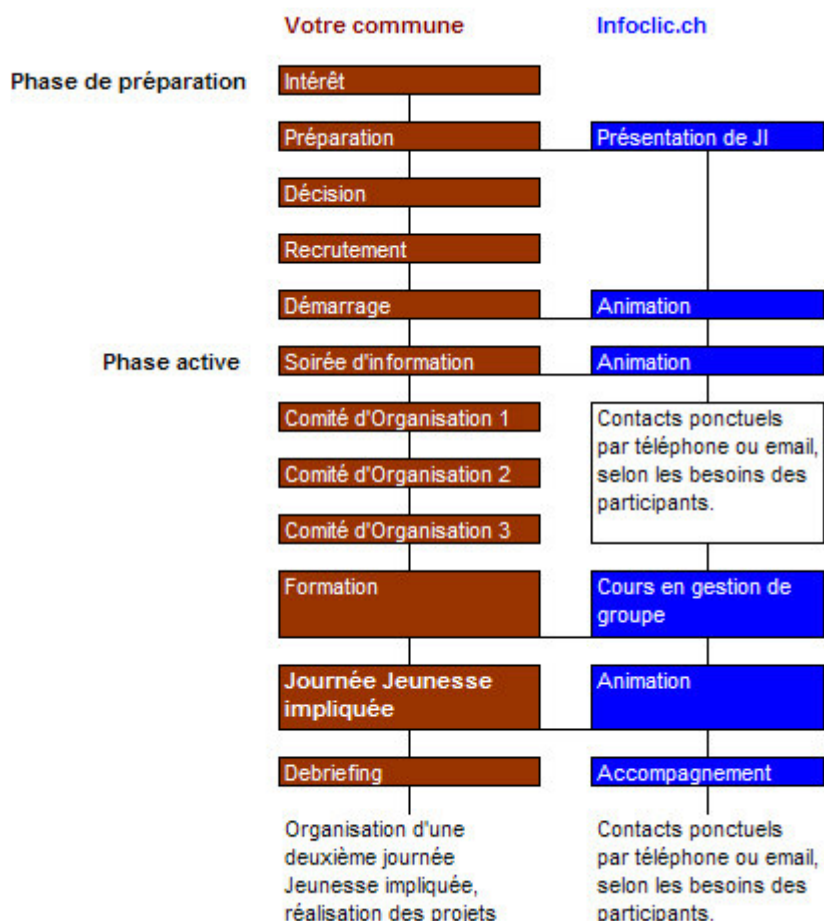 Votre commune
Infoclic.ch
Phase de préparation
Intérêt
Préparation
Présentation de JI
Décision
Recrutement
Démarrage
Animation
Phase active
Soirée d'information
Animation
Comité d'Organisation 1
Contacts ponctuels
par téléphone ou email,
selon les besoins des
participants.
Comité d'Organisation 2
Comité d'Organisation 3
Formation
Cours en gestion de
groupe
Journée Jeunesse
impliquée
Animation
Debriefing
Accompagnement
Organisation d'une
deuxième journée
Jeunesse impliquée,
réalisation des projets
Contacts ponctuels
par téléphone ou email,
selon les besoins des
participants.